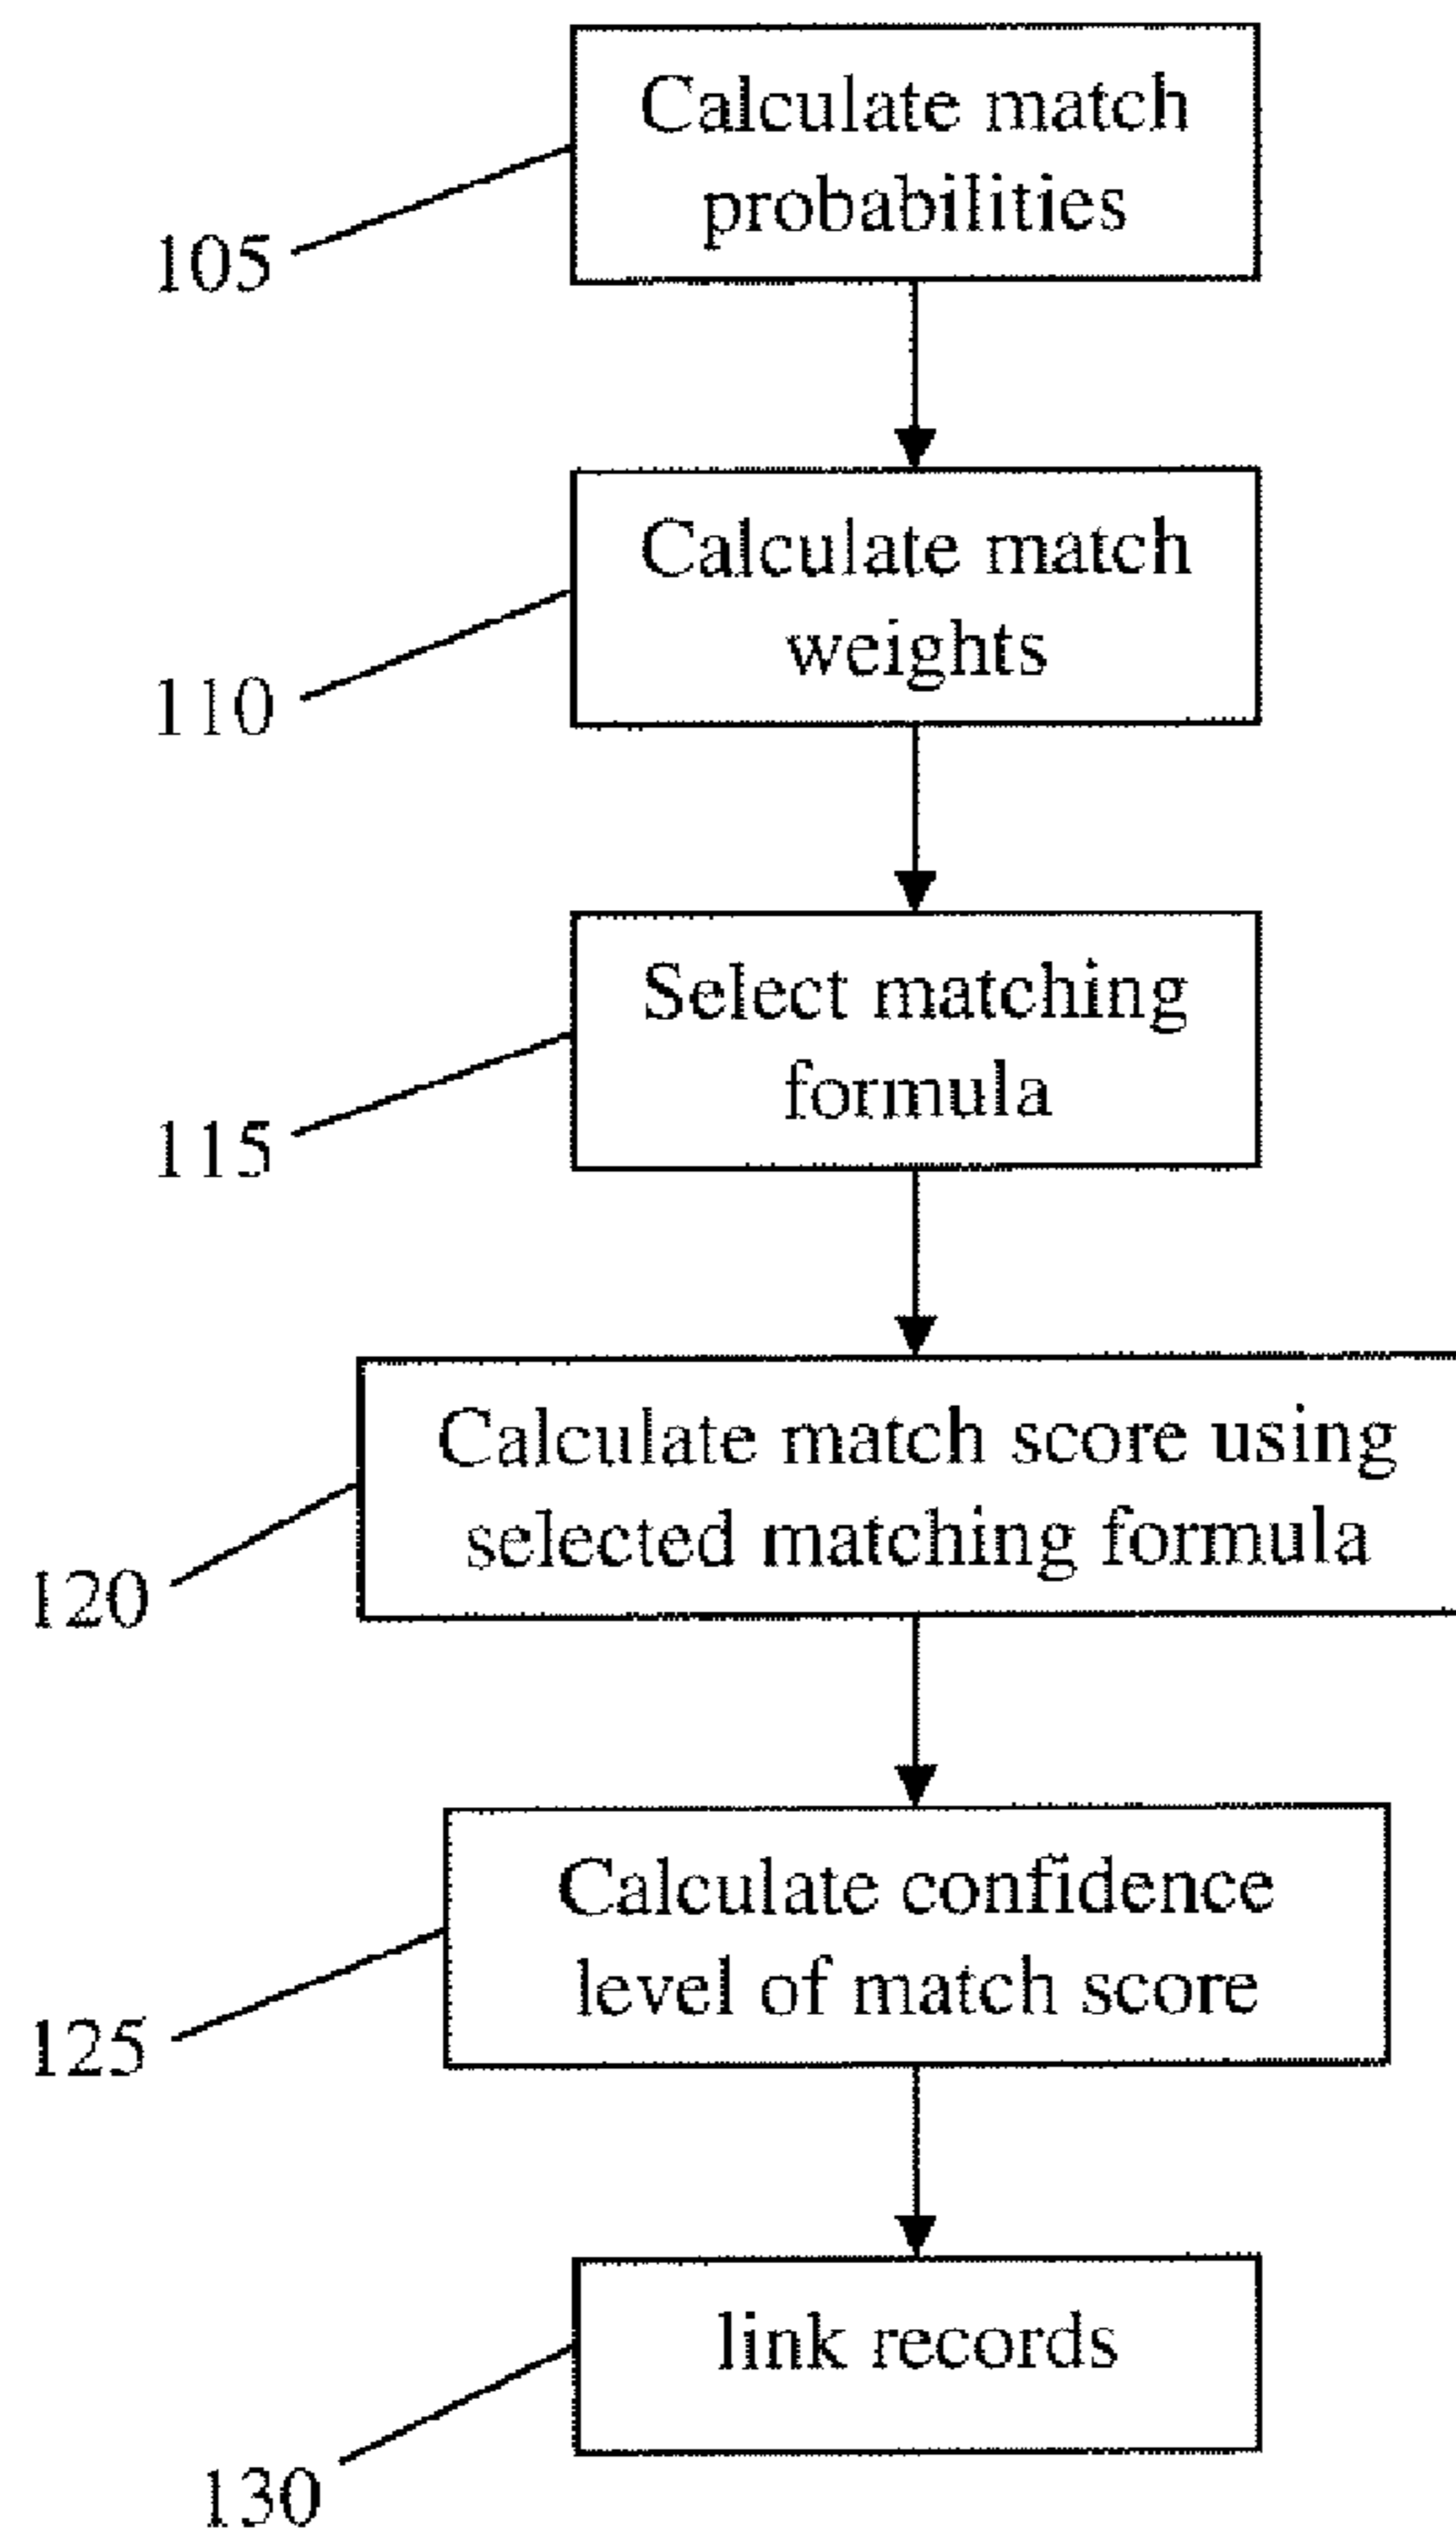 Calculate match
probabilities
105
Calculate match
weights
110
Select matching
formula
115
Calculate match score using
selected matching formula
120
Calculate confidence
level of match score
125
link records
130